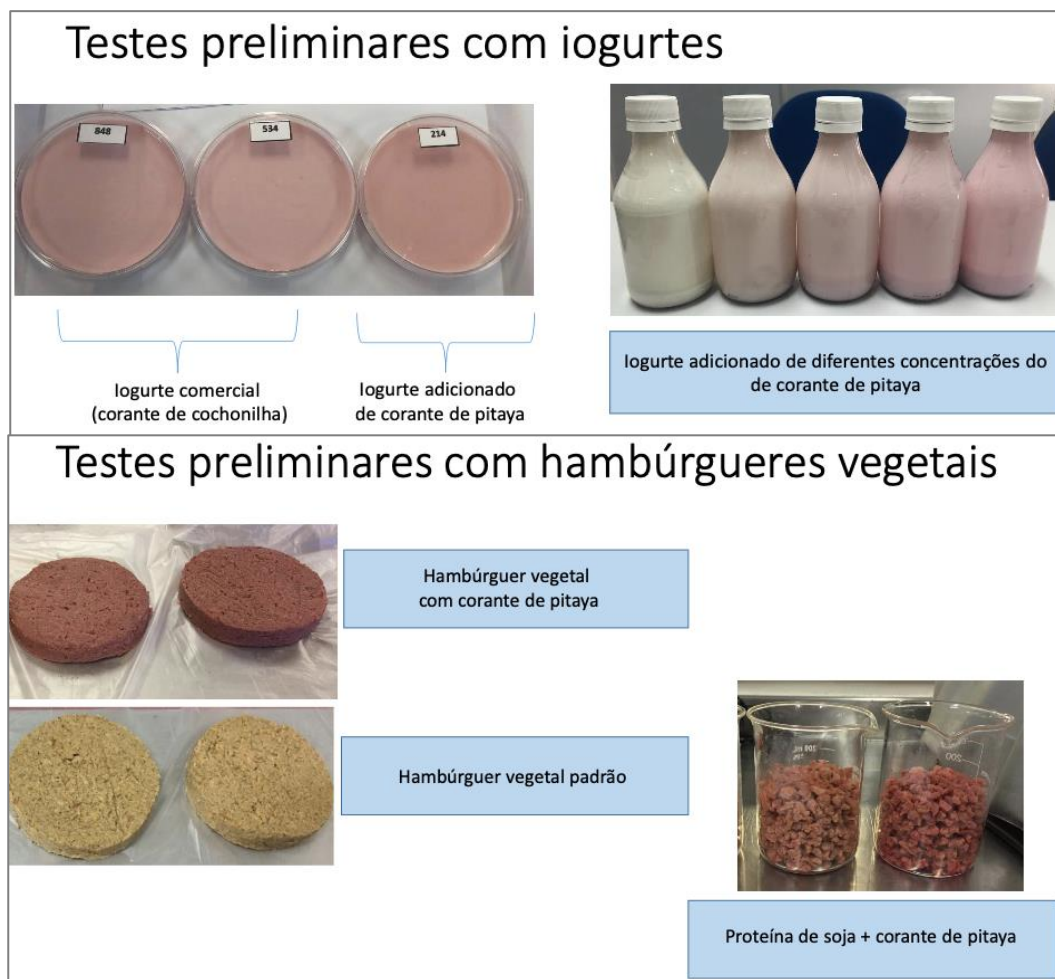 Testes preliminares com iogurtes
848
534
214
Iogurte comercial
(corante de cochonilha)
Iogurte adicionado
de corante de pitaya
Iogurte adicionado de diferentes concentrações do
de corante de pitaya
Testes preliminares com hambúrgueres vegetais
Hambúrguer vegetal
com corante de pitaya
Hambúrguer vegetal padrão
200
Proteína de soja + corante de pitaya